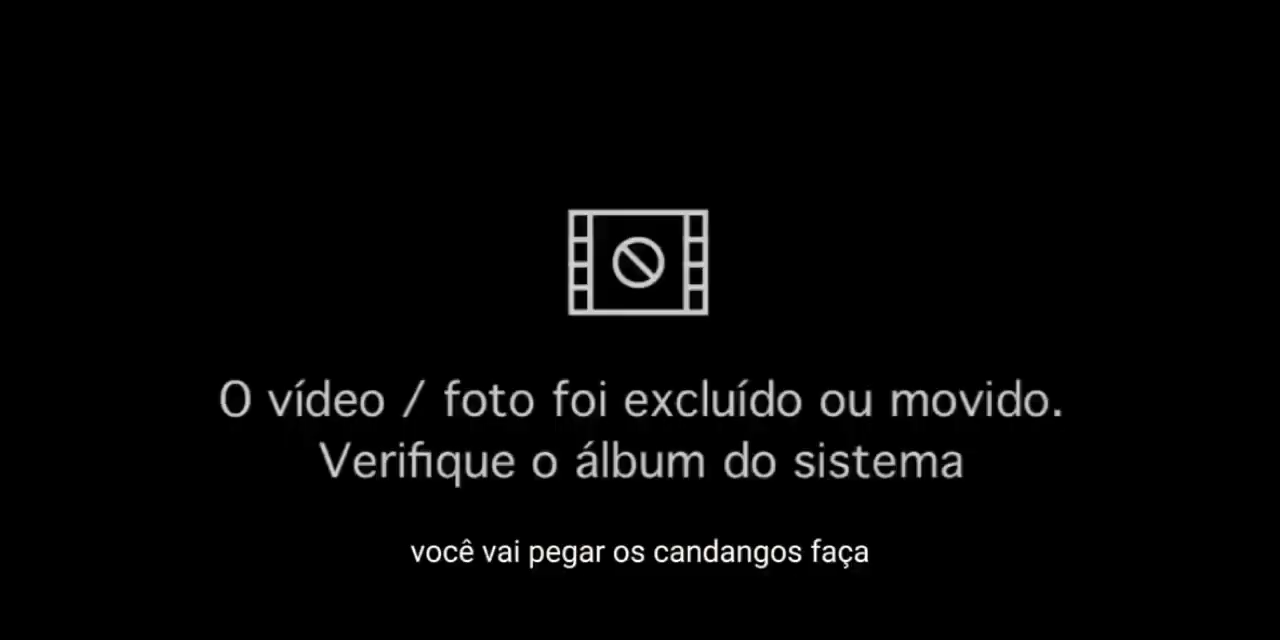 O vídeo / foto foi excluído ou movido.
Verifique o álbum do sistema
você vai pegar os candangos faça